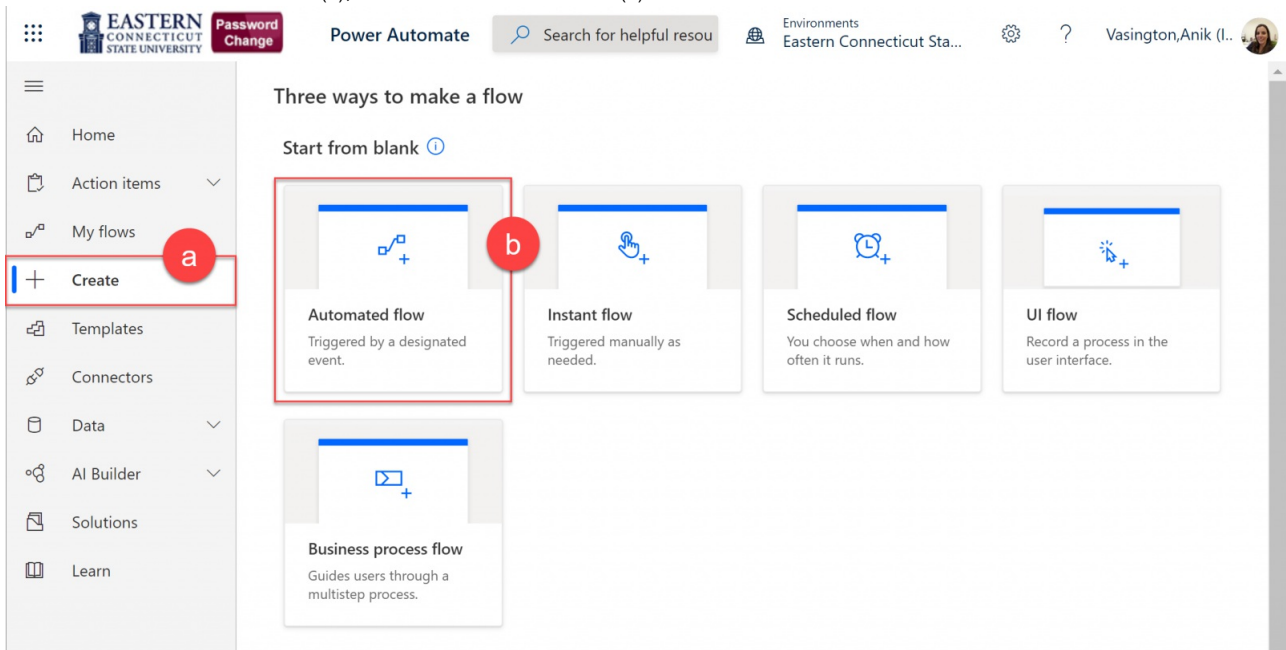 EASTERN
CONNECTICUT
STATE UNIVERSITY
Password
Change
Power Automate
Search for helpful resou
Environments
Eastern Connecticut Sta...
?
Vasington,Anik (I..
Home
Action items
My flows
a
Create
Templates
Connectors
Data
AI Builder
Solutions
Learn
Three ways to make a flow
Start from blank
b
Automated flow
Triggered by a designated
event.
Instant flow
Triggered manually as
needed.
Scheduled flow
You choose when and how
often it runs.
UI flow
Record a process in the
user interface.
Business process flow
Guides users through a
multistep process.